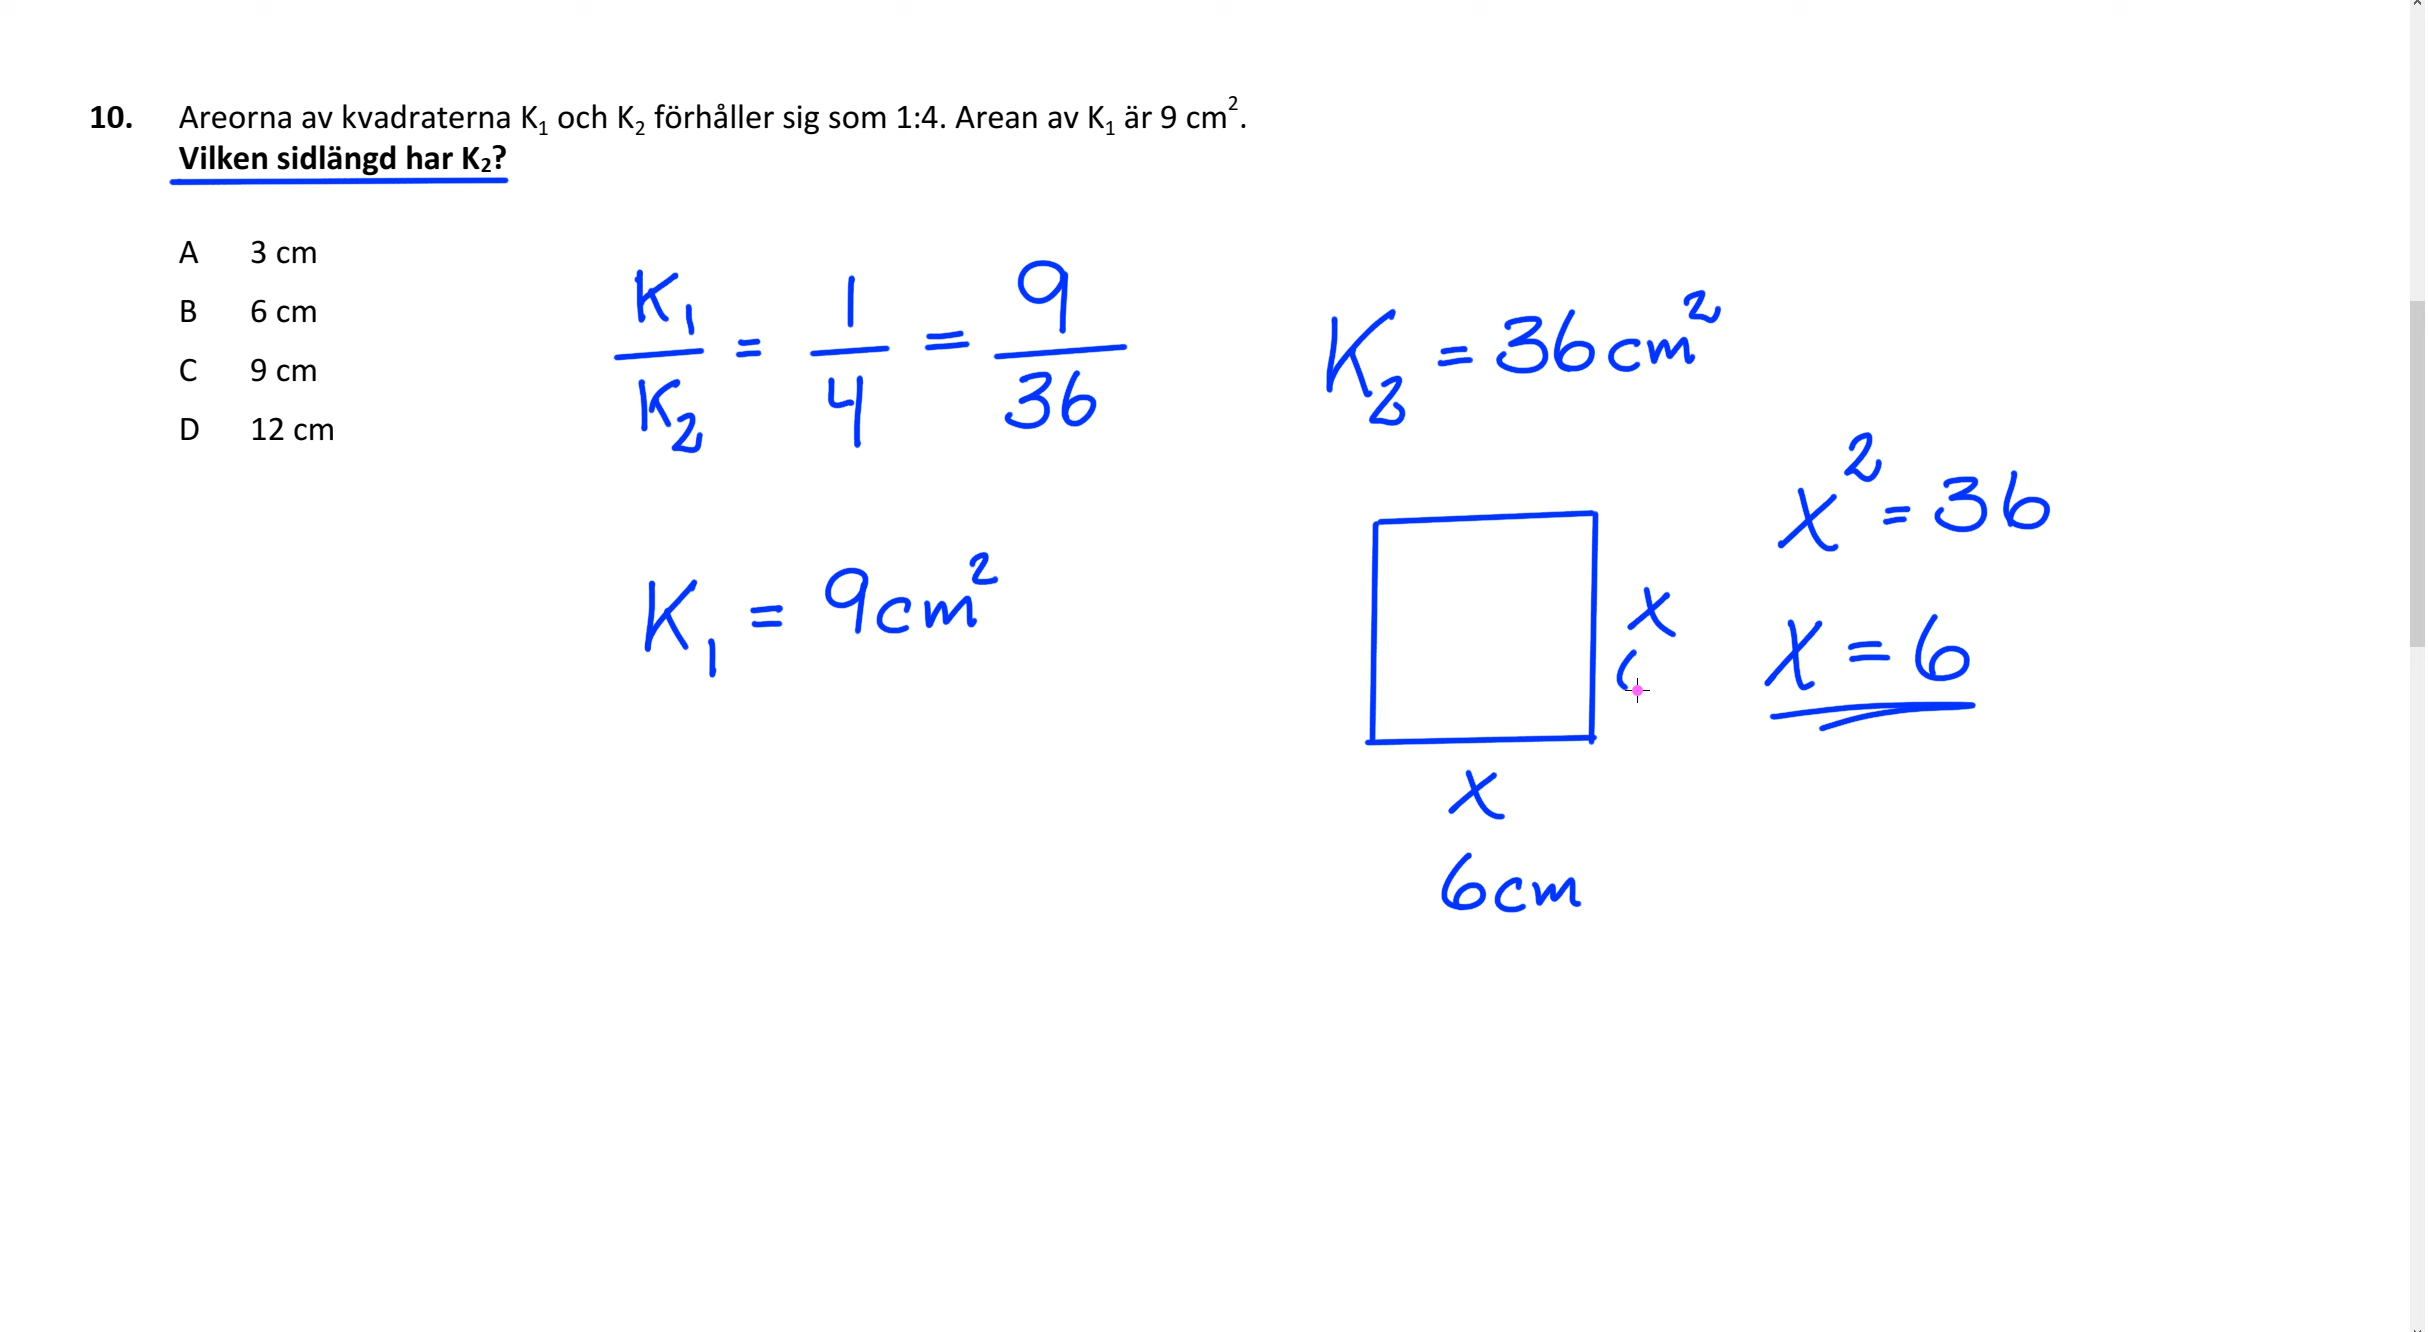 10. Areorna av kvadraterna K₁ och K₂ förhåller sig som 1:4. Arean av K₁ är 9 cm².
Vilken sidlängd har K₂?
A 3 cm
B 6 cm
C 9 cm
D 12 cm
K₁/K₂ = 1/4 = 9/36
K₁ = 9cm²
K₂ = 36cm²
x² = 36
x = 6
x
x
6cm